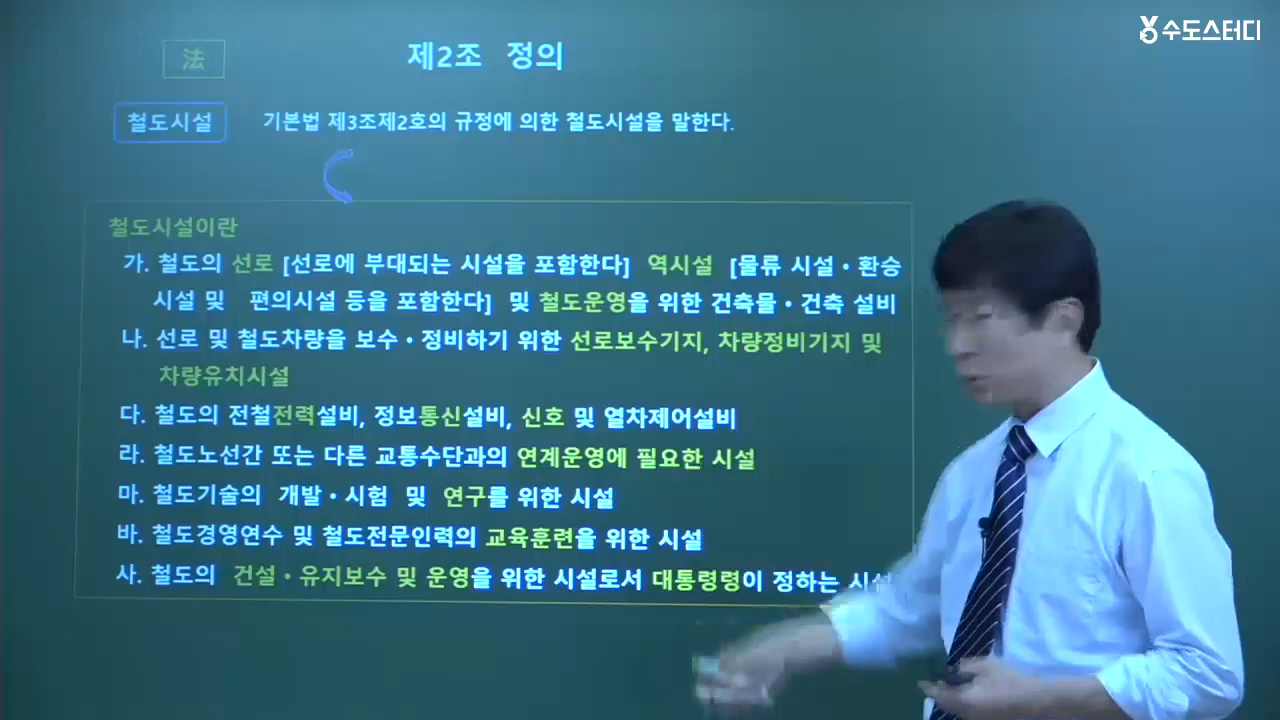 수도스터디
法
제2조 정의
철도시설 기본법 제3조제2호의 규정에 의한 철도시설을 말한다.
철도시설이란
가. 철도의 선로 [선로에 부대되는 시설을 포함한다] 역시설 [물류 시설・환승
시설 및 편의시설 등을 포함한다] 및 철도운영을 위한 건축물・건축 설비
나. 선로 및 철도차량을 보수・정비하기 위한 선로보수기지, 차량정비기지 및
차량유치시설
다. 철도의 전철전력설비, 정보통신설비, 신호 및 열차제어설비
라. 철도노선간 또는 다른 교통수단과의 연계운영에 필요한 시설
마. 철도기술의 개발・시험 및 연구를 위한 시설
바. 철도경영연수 및 철도전문인력의 교육훈련을 위한 시설
사. 철도의 건설・유지보수 및 운영을 위한 시설로서 대통령령이 정하는 시설